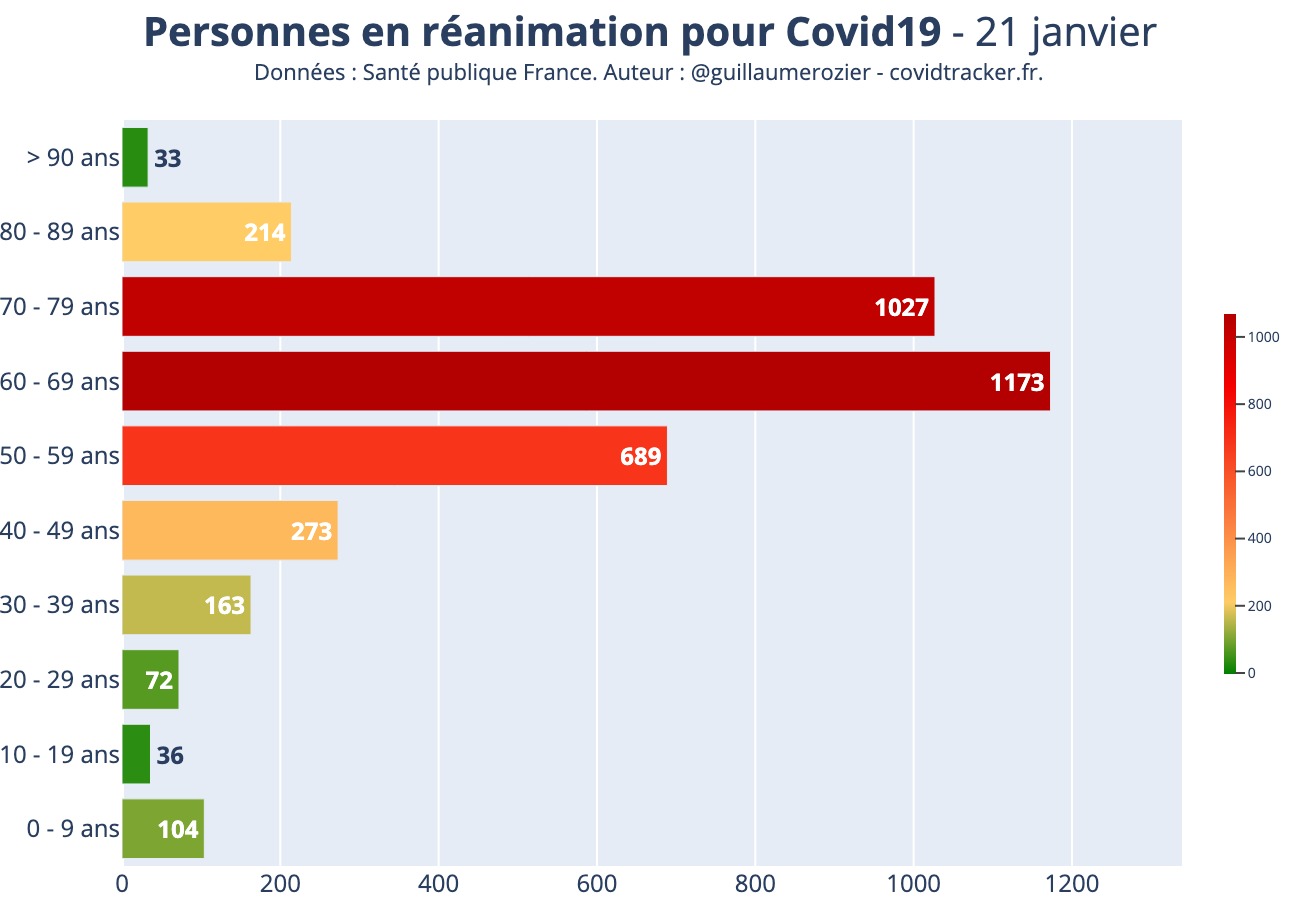 Personnes en réanimation pour Covid19 - 21 janvier
Données : Santé publique France. Auteur : @guillaumerozier - covidtracker.fr.
> 90 ans 33
80 - 89 ans 214
70 - 79 ans 1027
60 - 69 ans 1173
50 - 59 ans 689
40 - 49 ans 273
30 - 39 ans 163
20 - 29 ans 72
10 - 19 ans 36
0 - 9 ans 104
0 200 400 600 800 1000 1200
1000
800
600
400
200
0